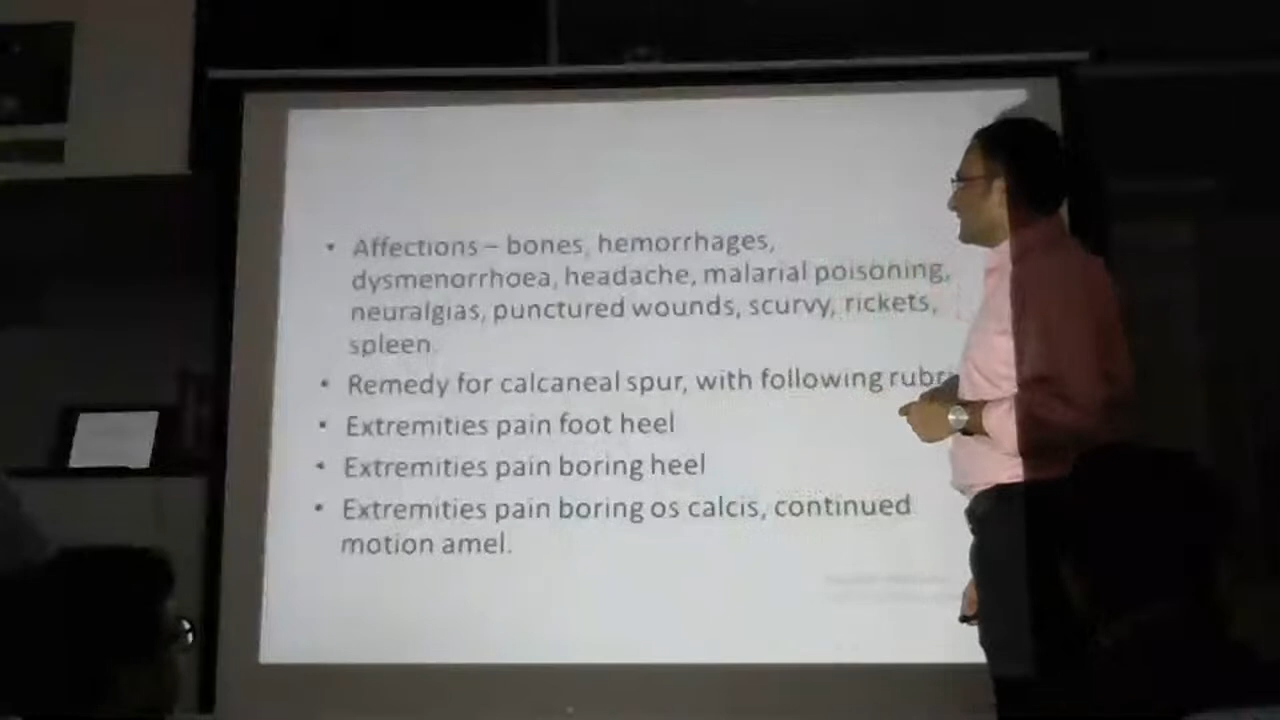 • Affections – bones, hemorrhages,
dysmenorrhoea, headache, malarial poisoning,
neuralgias, punctured wounds, scurvy, rickets,
spleen.
• Remedy for calcaneal spur, with following
• Extremities pain foot heel
• Extremities pain boring heel
• Extremities pain boring os calcis, continued
motion amel.